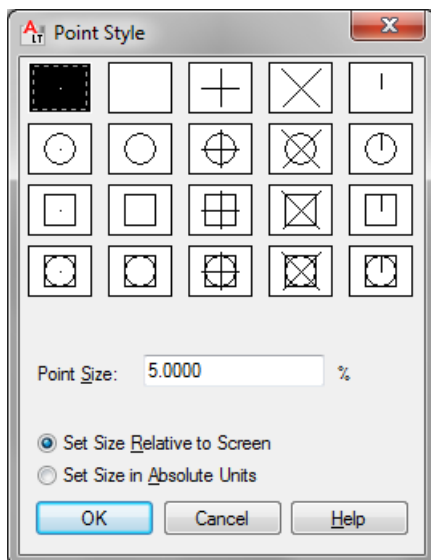 A LT Point Style
Point Size: 5.0000 %
Set Size Relative to Screen
Set Size in Absolute Units
OK Cancel Help